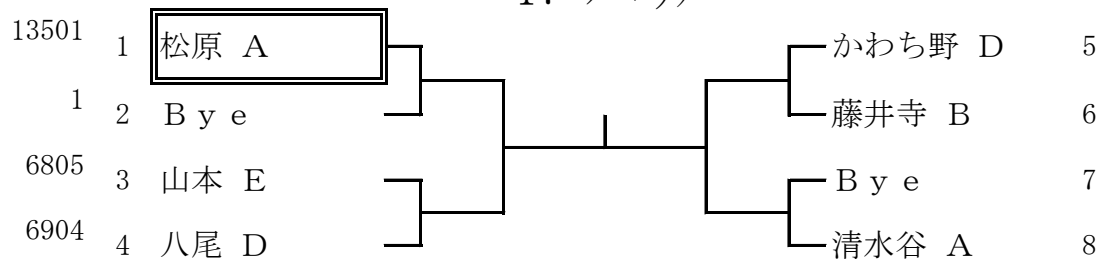 13501 1 松原 A
1 2 Ｂｙｅ
6805 3 山本 E
6904 4 八尾 D
かわち野 D 5
藤井寺 B 6
Ｂｙｅ 7
清水谷 A 8